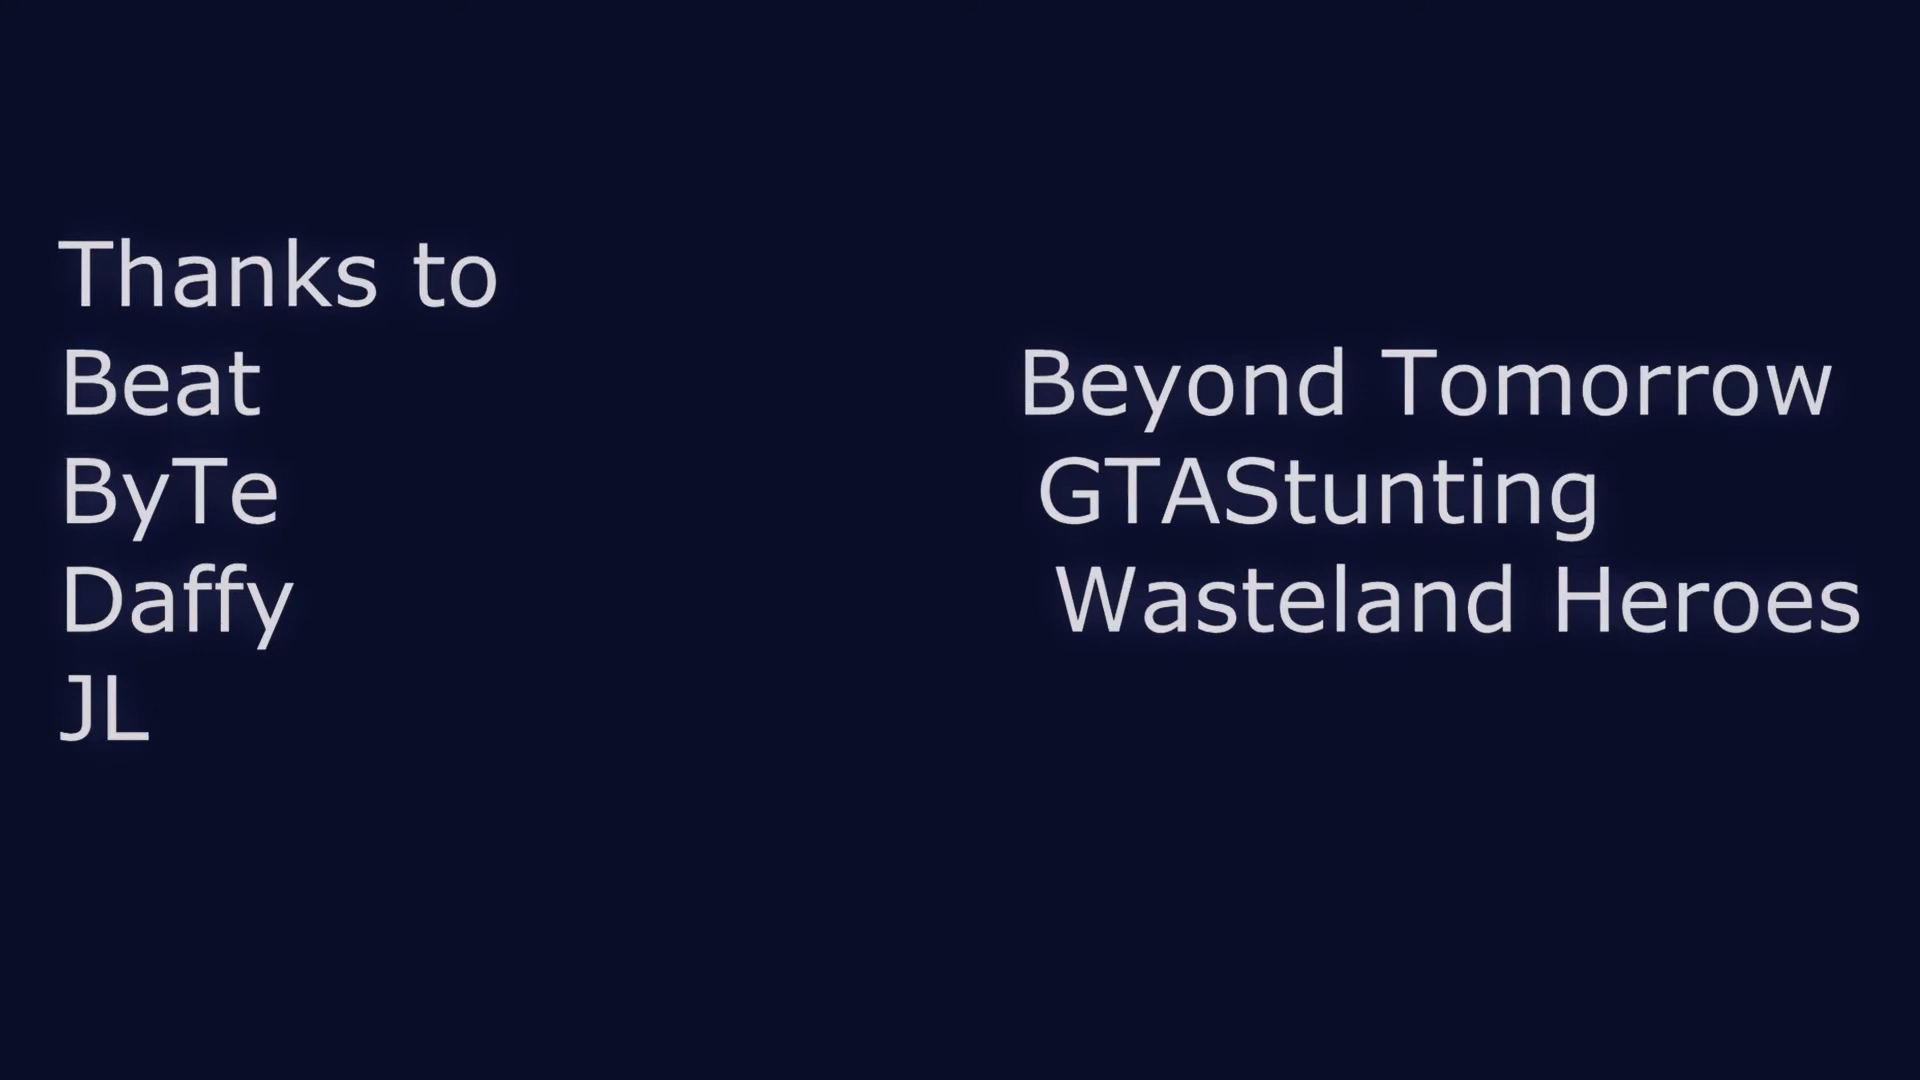 Thanks to
Beat
ByTe
Daffy
JL
Beyond Tomorrow
GTAStunting
Wasteland Heroes